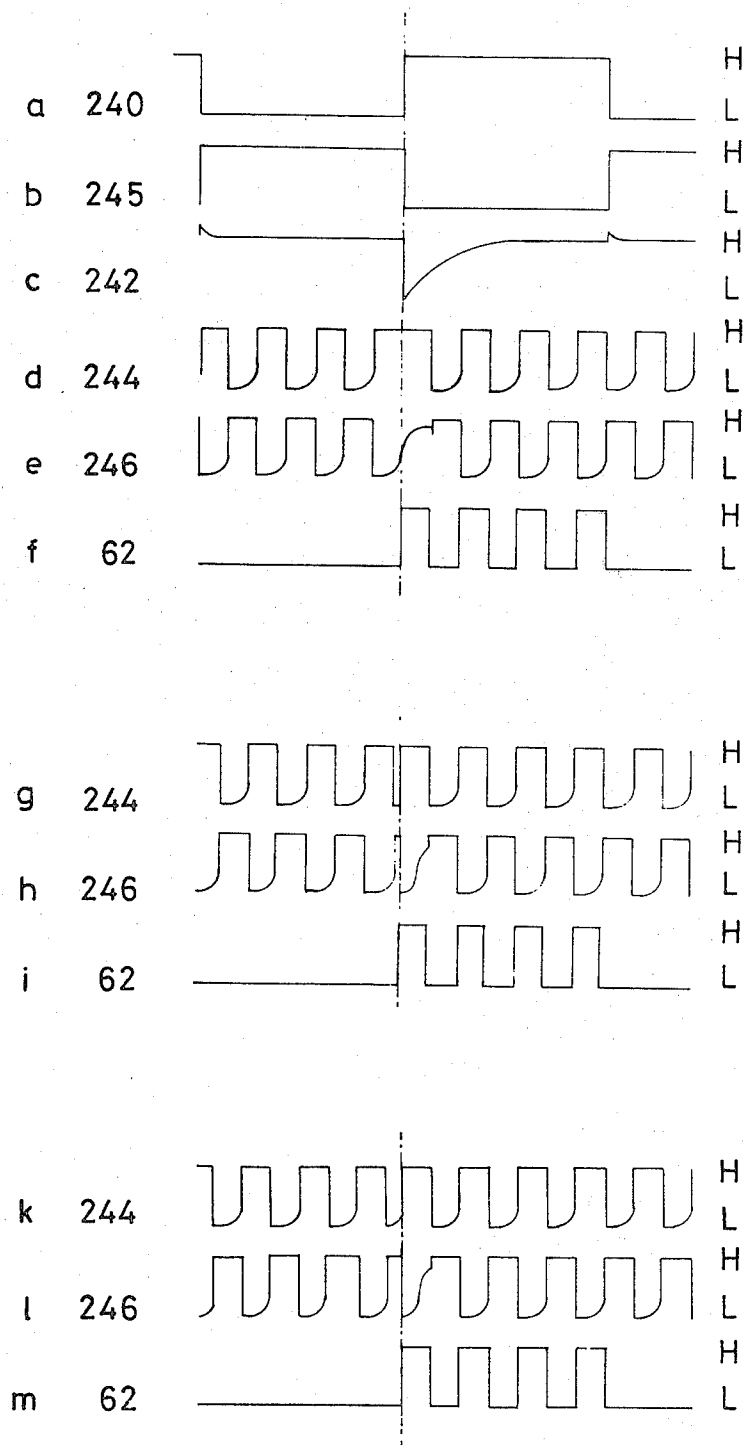 H
a 240 L
H
b 245 L
H
c 242 L
H
d 244 L
H
e 246 L
H
f 62 L
H
g 244 L
H
h 246 L
H
i 62 L
H
k 244 L
H
l 246 L
H
m 62 L